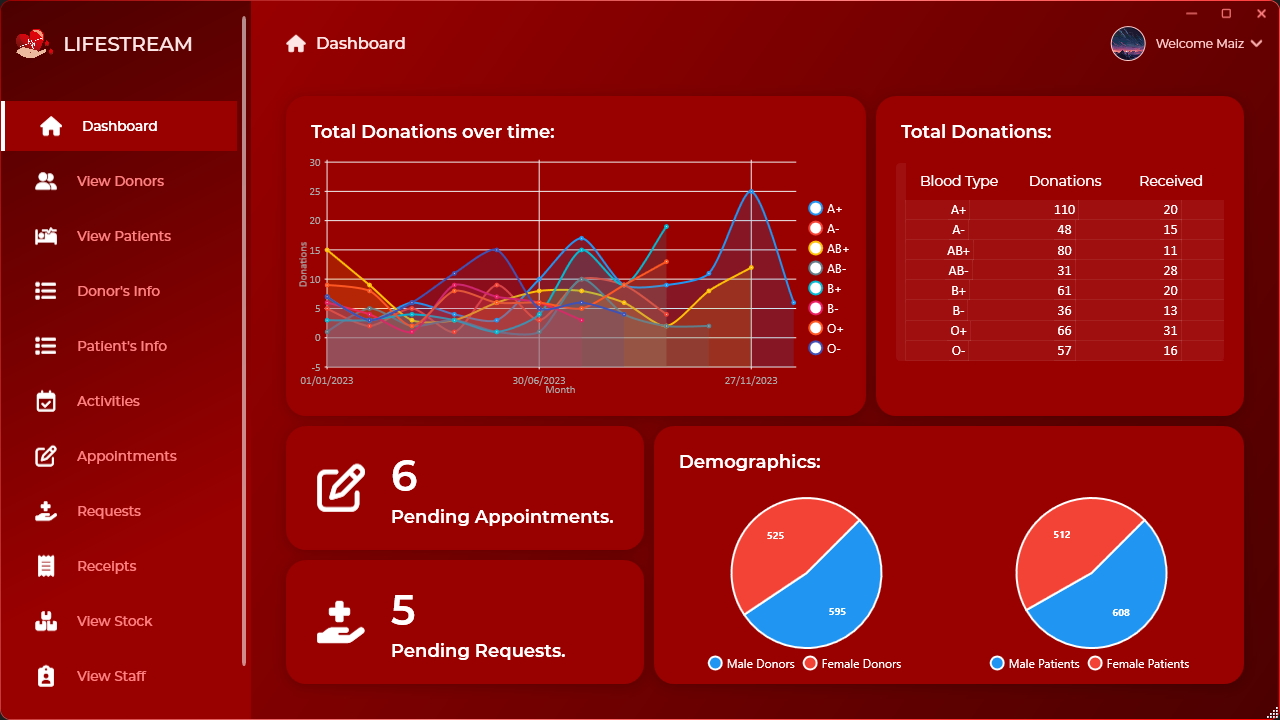 LIFESTREAM
Dashboard
View Donors
View Patients
Donor's Info
Patient's Info
Activities
Appointments
Requests
Receipts
View Stock
View Staff
Dashboard
Welcome Maiz
Total Donations over time:
30
25
20
15
10
5
0
-5
Donations
01/01/2023 30/06/2023 27/11/2023
Month
A+
A-
AB+
AB-
B+
B-
O+
O-
Total Donations:
Blood Type Donations Received
A+ 110 20
A- 48 15
AB+ 80 11
AB- 31 28
B+ 61 20
B- 36 13
O+ 66 31
O- 57 16
6
Pending Appointments.
5
Pending Requests.
Demographics:
525
595
Male Donors Female Donors
512
608
Male Patients Female Patients